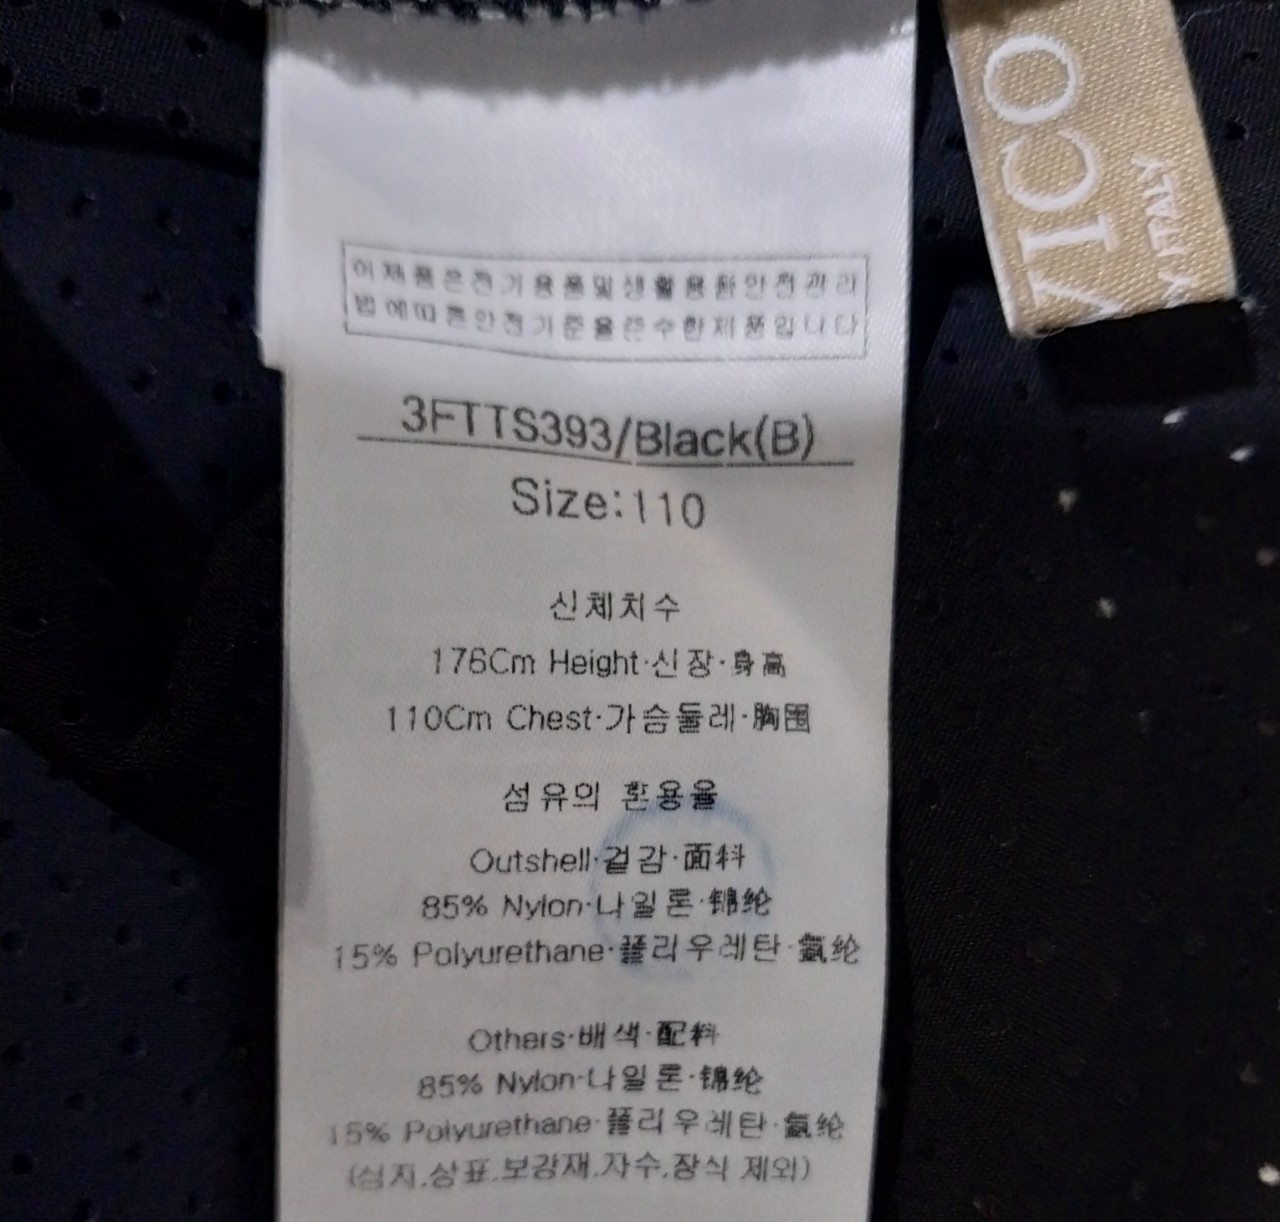 이 제품은 전기용품 및 생활용품 안전관리
법에 따른 안전기준을 준수한 제품입니다
3FTTS393/Black(B)
Size:110
신체치수
176Cm Height·신장·身高
110Cm Chest·가슴둘레·胸围
섬유의 혼용율
Outshell·겉감·面料
85% Nylon·나일론·锦纶
15% Polyurethane·폴리우레탄·氨纶
Others·배색·配料
85% Nylon·나일론·锦纶
15% Polyurethane·폴리우레탄·氨纶
(심지.상표.보강재.자수.장식 제외)
ITALY